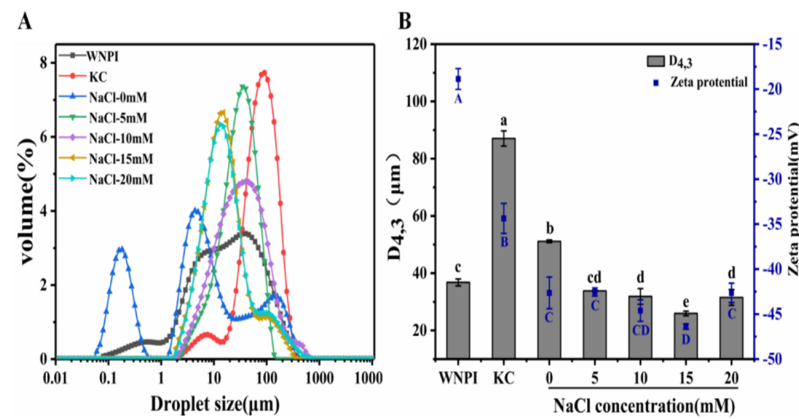 A
WNPI
KC
NaCl-0mM
NaCl-5mM
NaCl-10mM
NaCl-15mM
NaCl-20mM
volume(%)
8
6
4
2
0
0.01 0.1 1 10 100 1000 1000
Droplet size(μm)
B
D4,3
Zeta protential
D4,3 (μm)
120
100
80
60
40
20
-15
-20
-25
-30
-35
-40
-45
-50
Zeta protential(mV)
c a b cd d e d
A B C C CD D C
WNPI KC 0 5 10 15 20
NaCl concentration(mM)